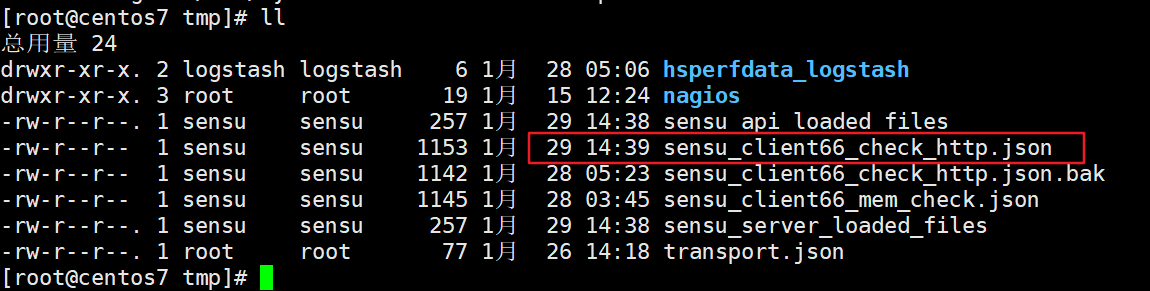 [root@centos7 tmp]# ll
总用量 24
drwxr-xr-x. 2 logstash logstash    6 1月   28 05:06 hsperfdata_logstash
drwxr-xr-x. 3 root     root       19 1月   15 12:24 nagios
-rw-r--r--. 1 sensu    sensu     257 1月   29 14:38 sensu_api_loaded_files
-rw-r--r--  1 sensu    sensu    1153 1月   29 14:39 sensu_client66_check_http.json
-rw-r--r--  1 sensu    sensu    1142 1月   28 05:23 sensu_client66_check_http.json.bak
-rw-r--r--  1 sensu    sensu    1145 1月   28 03:45 sensu_client66_mem_check.json
-rw-r--r--. 1 sensu    sensu     257 1月   29 14:38 sensu_server_loaded_files
-rw-r--r--. 1 root     root       77 1月   26 14:18 transport.json
[root@centos7 tmp]#